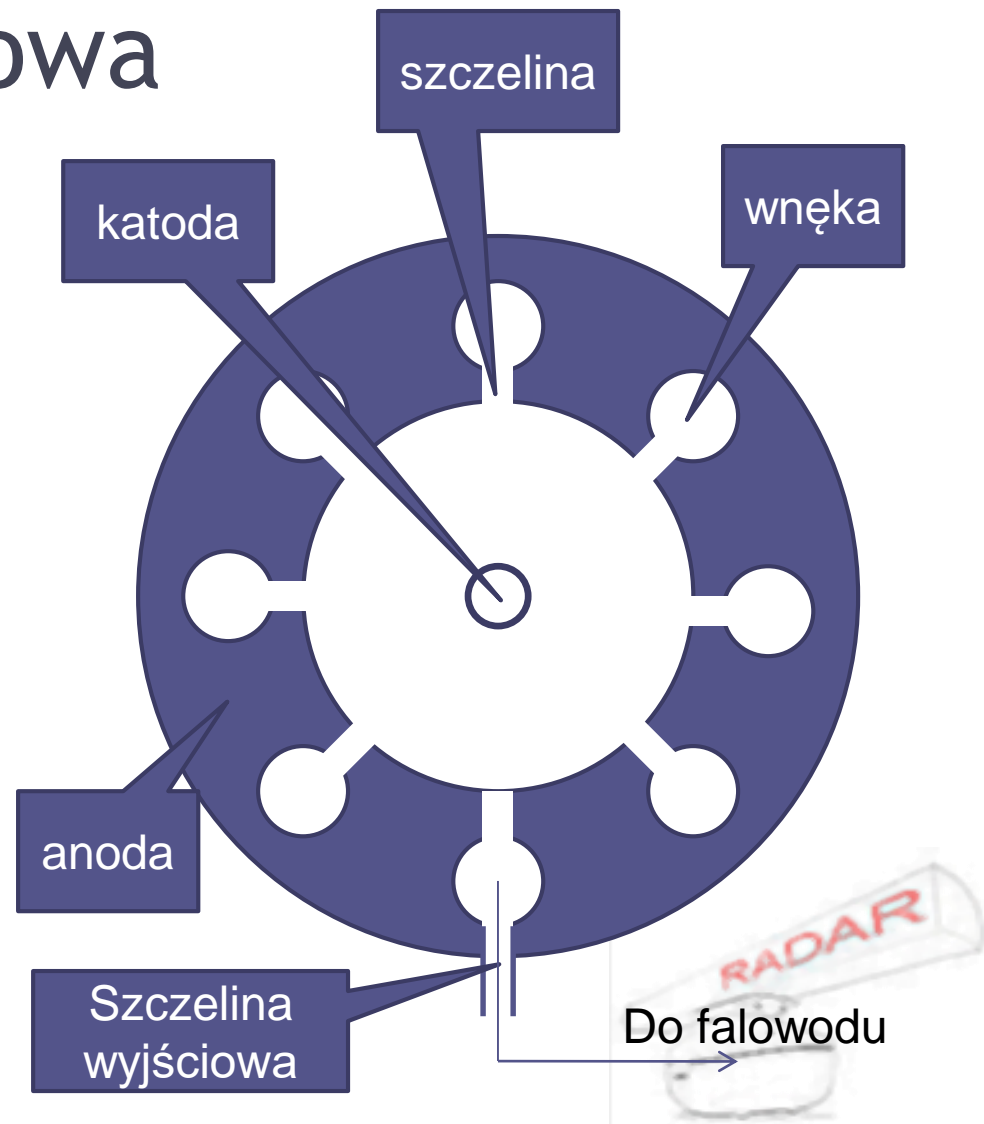 owa
szczelina
katoda
wnęka
anoda
Szczelina
wyjściowa
RADAR
Do falowodu